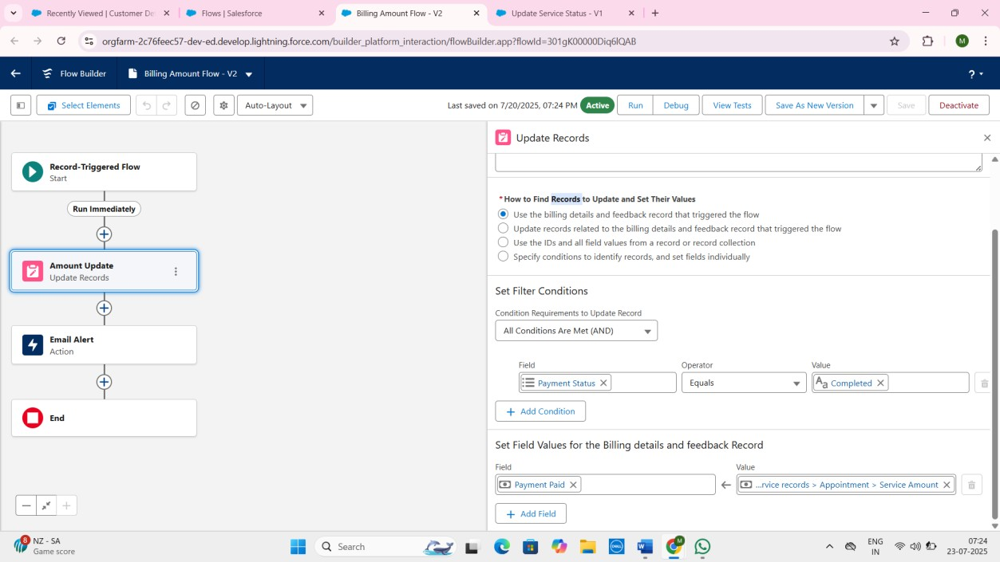 Recently Viewed | Customer De
Flows | Salesforce
Billing Amount Flow - V2
Update Service Status - V1
orgfarm-2c76feec57-dev-ed.develop.lightning.force.com/builder_platform_interaction/flowBuilder.app?flowId=301gK00000Diq6lQAB
M
Flow Builder
Billing Amount Flow - V2
?
Select Elements
Auto-Layout
Last saved on 7/20/2025, 07:24 PM
Active
Run
Debug
View Tests
Save As New Version
Save
Deactivate
Record-Triggered Flow
Start
Run Immediately
Amount Update
Update Records
Email Alert
Action
End
Update Records
*How to Find Records to Update and Set Their Values
Use the billing details and feedback record that triggered the flow
Update records related to the billing details and feedback record that triggered the flow
Use the IDs and all field values from a record or record collection
Specify conditions to identify records, and set fields individually
Set Filter Conditions
Condition Requirements to Update Record
All Conditions Are Met (AND)
Field Operator Value
Payment Status Equals Aa Completed
+ Add Condition
Set Field Values for the Billing details and feedback Record
Field Value
Payment Paid ← ...rvice records > Appointment > Service Amount
+ Add Field
8
NZ - SA
Game score
Search
DELL
W
M
ENG
IN
07:24
23-07-2025